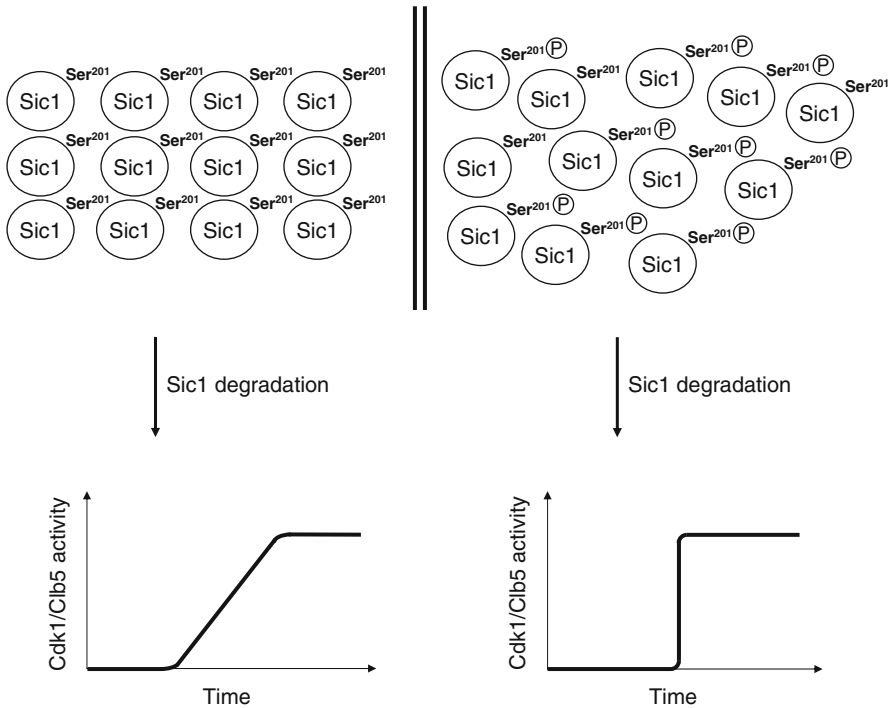 Ser201 Ser201 Ser201 Ser201
Sic1 Sic1 Sic1 Sic1
Ser201 Ser201 Ser201 Ser201
Sic1 Sic1 Sic1 Sic1
Ser201 Ser201 Ser201 Ser201
Sic1 Sic1 Sic1 Sic1
Ser201 P Ser201 P
Sic1 Ser201 Sic1 Ser201 P
Sic1 Sic1 Ser201
Sic1
Ser201 Ser201 P Ser201 P
Sic1 Sic1 Sic1 Ser201 P
Sic1
Ser201 P Ser201 P Ser201 P
Sic1 Sic1 Sic1
Sic1 degradation
Sic1 degradation
Cdk1/Clb5 activity
Time
Cdk1/Clb5 activity
Time